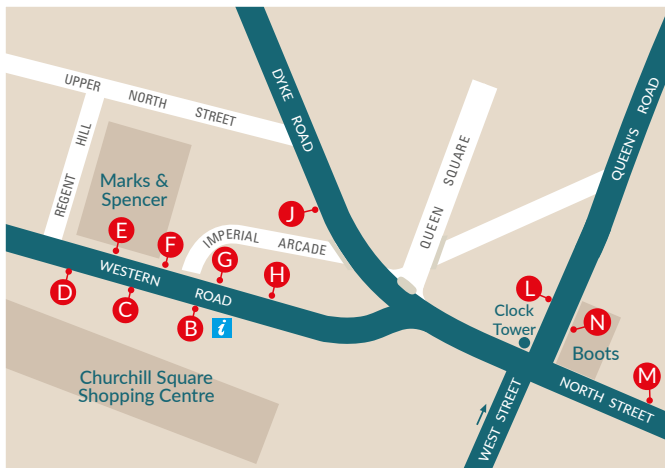 DYKE ROAD
QUEEN'S ROAD
UPPER NORTH STREET
REGENT HILL
QUEEN SQUARE
Marks &
Spencer
J
E
F
IMPERIAL ARCADE
G
H
WESTERN ROAD
D
C
B
i
L
Clock
Tower
N
Boots
M
NORTH STREET
WEST STREET
Churchill Square
Shopping Centre